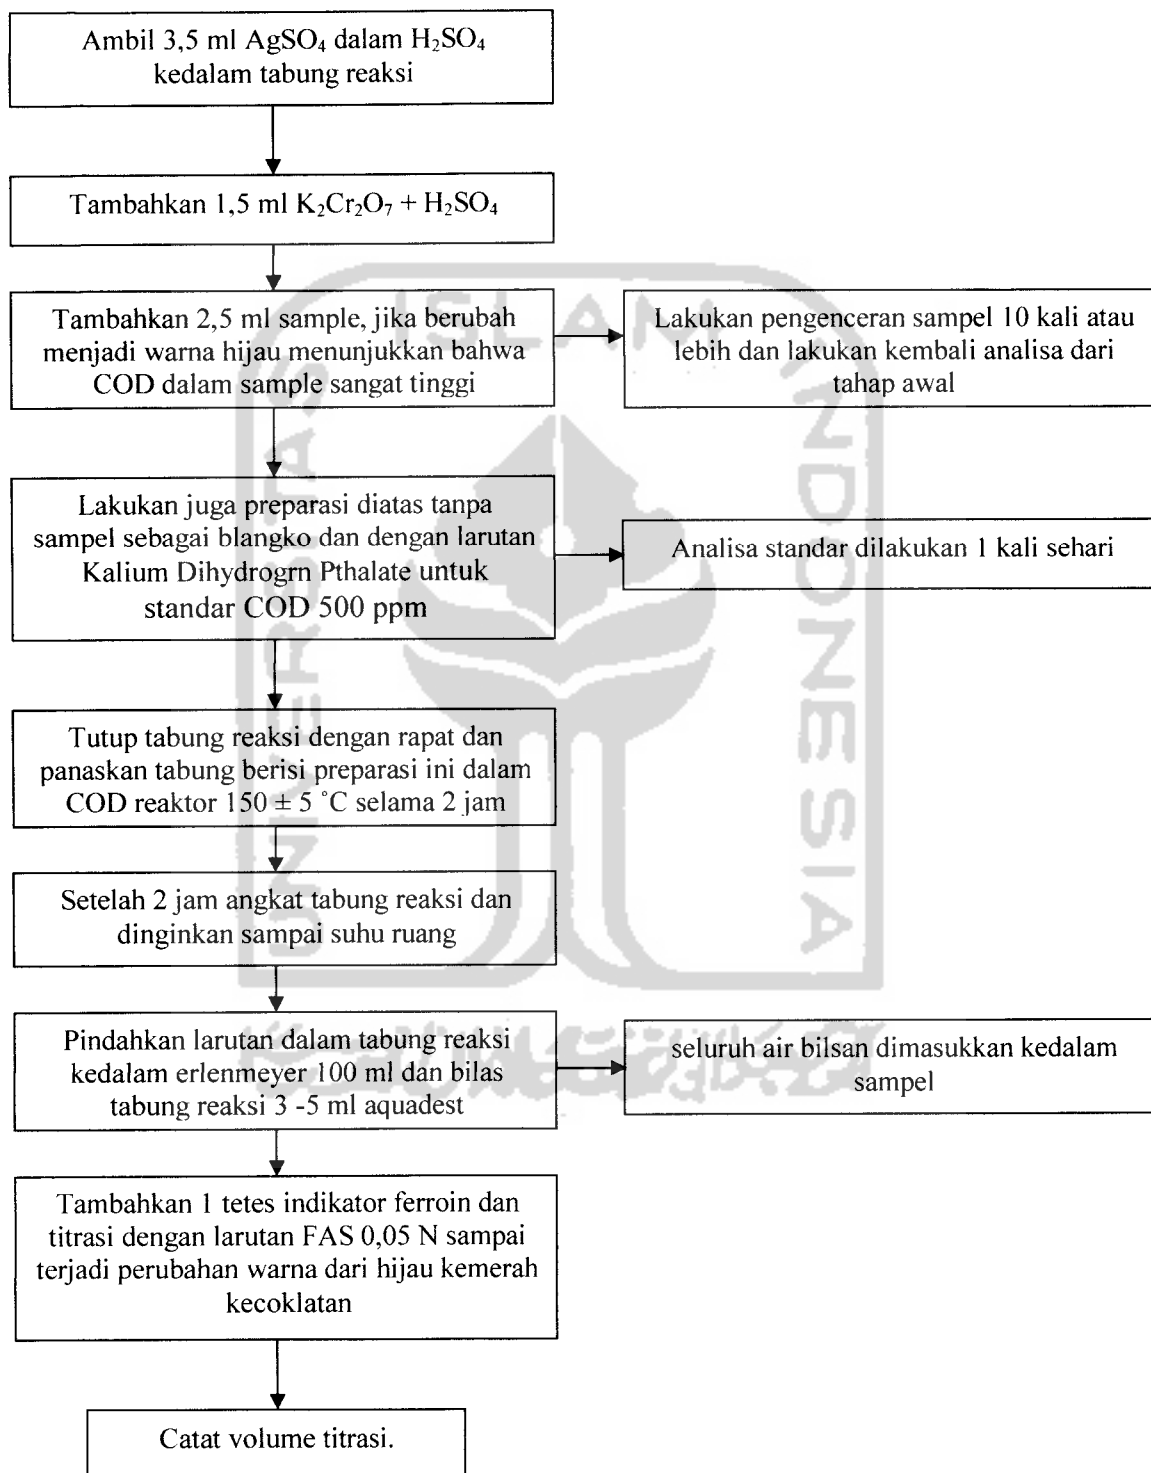 Ambil 3,5 ml AgSO₄ dalam H₂SO₄
kedalam tabung reaksi
Tambahkan 1,5 ml K₂Cr₂O₇ + H₂SO₄
Tambahkan 2,5 ml sample, jika berubah
menjadi warna hijau menunjukkan bahwa
COD dalam sample sangat tinggi
Lakukan pengenceran sampel 10 kali atau
lebih dan lakukan kembali analisa dari
tahap awal
Lakukan juga preparasi diatas tanpa
sampel sebagai blangko dan dengan larutan
Kalium Dihydrogrn Pthalate untuk
standar COD 500 ppm
Analisa standar dilakukan 1 kali sehari
Tutup tabung reaksi dengan rapat dan
panaskan tabung berisi preparasi ini dalam
COD reaktor 150 ± 5 ˚C selama 2 jam
Setelah 2 jam angkat tabung reaksi dan
dinginkan sampai suhu ruang
Pindahkan larutan dalam tabung reaksi
kedalam erlenmeyer 100 ml dan bilas
tabung reaksi 3 -5 ml aquadest
seluruh air bilsan dimasukkan kedalam
sampel
Tambahkan 1 tetes indikator ferroin dan
titrasi dengan larutan FAS 0,05 N sampai
terjadi perubahan warna dari hijau kemerah
kecoklatan
Catat volume titrasi.
UNIVERSITAS
ISLAM
INDONESIA